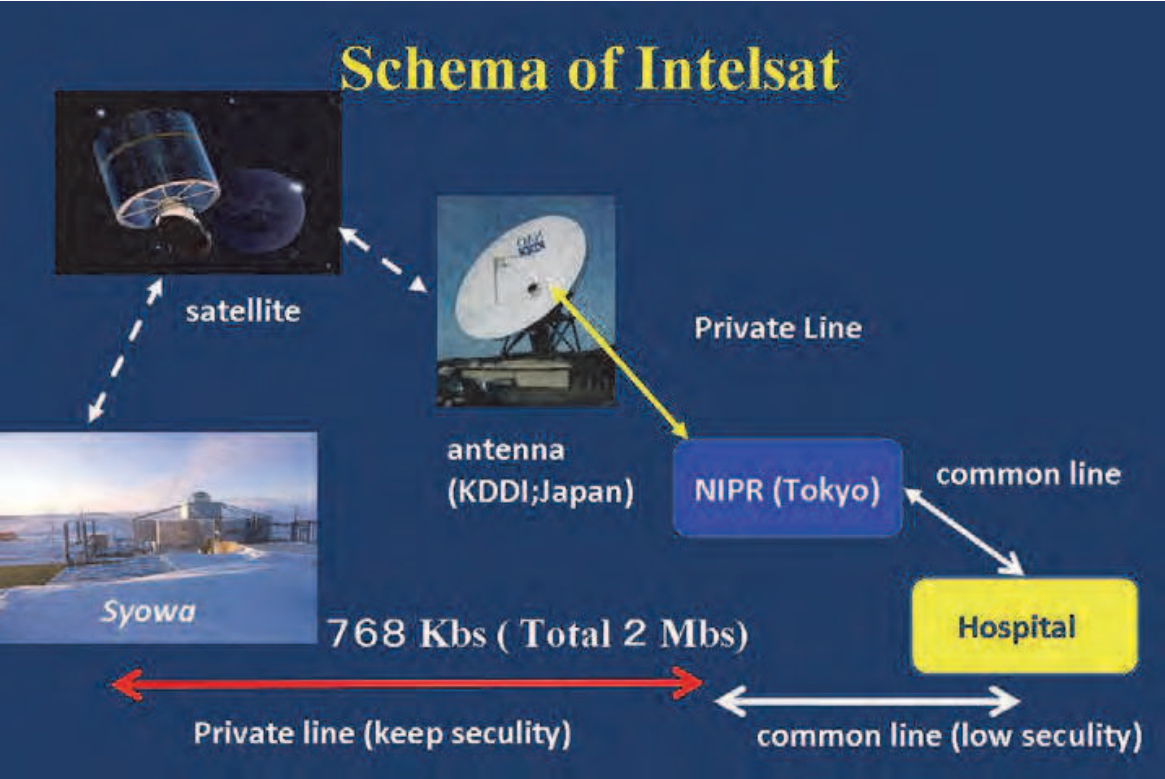 Schema of Intelsat
satellite
Private Line
antenna
(KDDI;Japan)
NIPR (Tokyo)
common line
Syowa
768 Kbs ( Total 2 Mbs)
Hospital
Private line (keep seculity)
common line (low seculity)